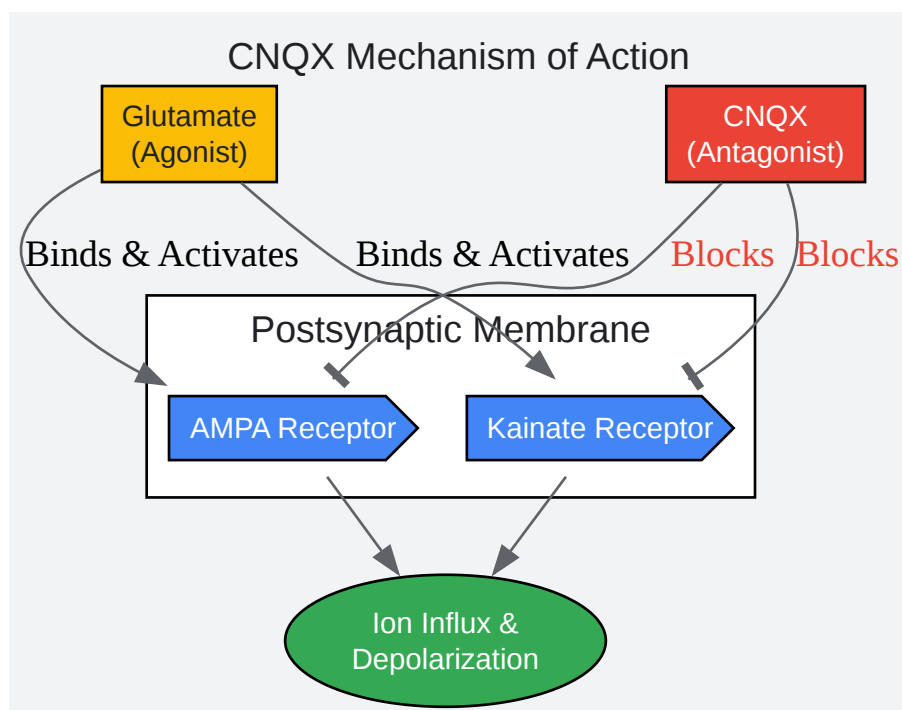 CNQX Mechanism of Action
Glutamate
(Agonist)
CNQX
(Antagonist)
Binds & Activates
Binds & Activates
Blocks
Blocks
Postsynaptic Membrane
AMPA Receptor
Kainate Receptor
Ion Influx &
Depolarization